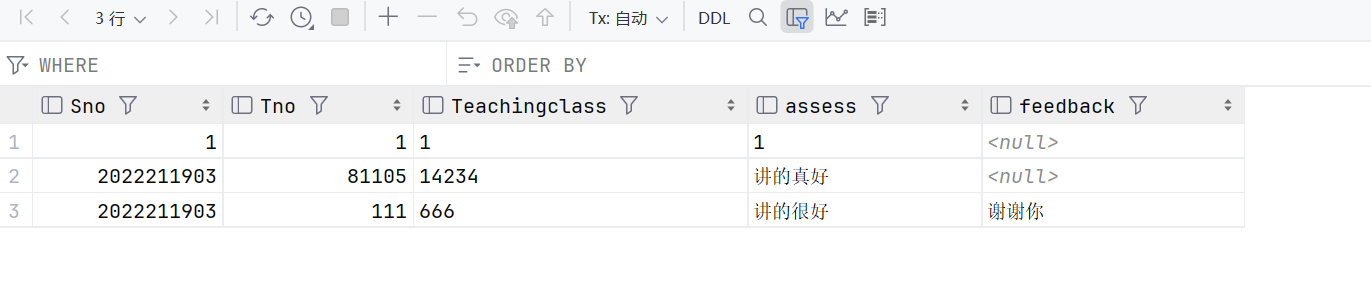 3 行 Tx: 自动 DDL
WHERE ORDER BY
Sno Tno Teachingclass assess feedback
1 1 1 1 1 <null>
2 2022211903 81105 14234 讲的真好 <null>
3 2022211903 111 666 讲的很好 谢谢你